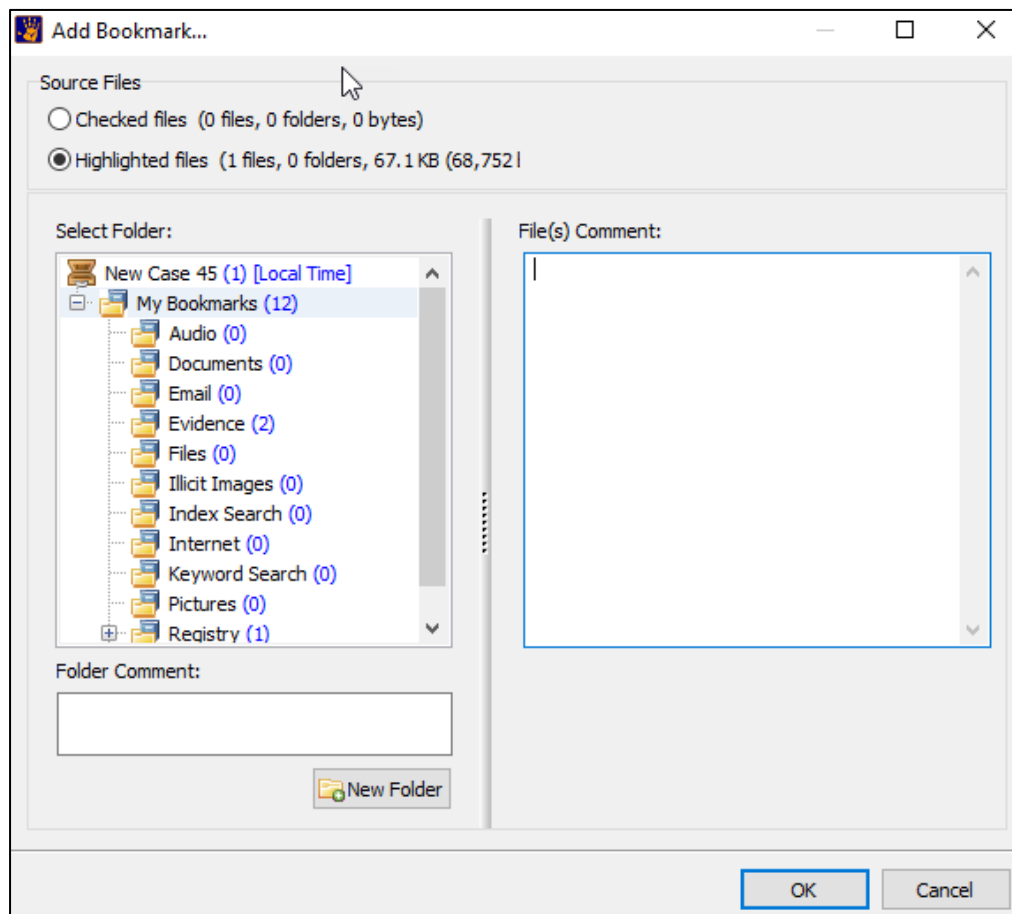 Add Bookmark...
Source Files
Checked files (0 files, 0 folders, 0 bytes)
Highlighted files (1 files, 0 folders, 67.1 KB (68,752
Select Folder:
New Case 45 (1) [Local Time]
My Bookmarks (12)
Audio (0)
Documents (0)
Email (0)
Evidence (2)
Files (0)
Illicit Images (0)
Index Search (0)
Internet (0)
Keyword Search (0)
Pictures (0)
Registry (1)
Folder Comment:
New Folder
File(s) Comment:
OK
Cancel